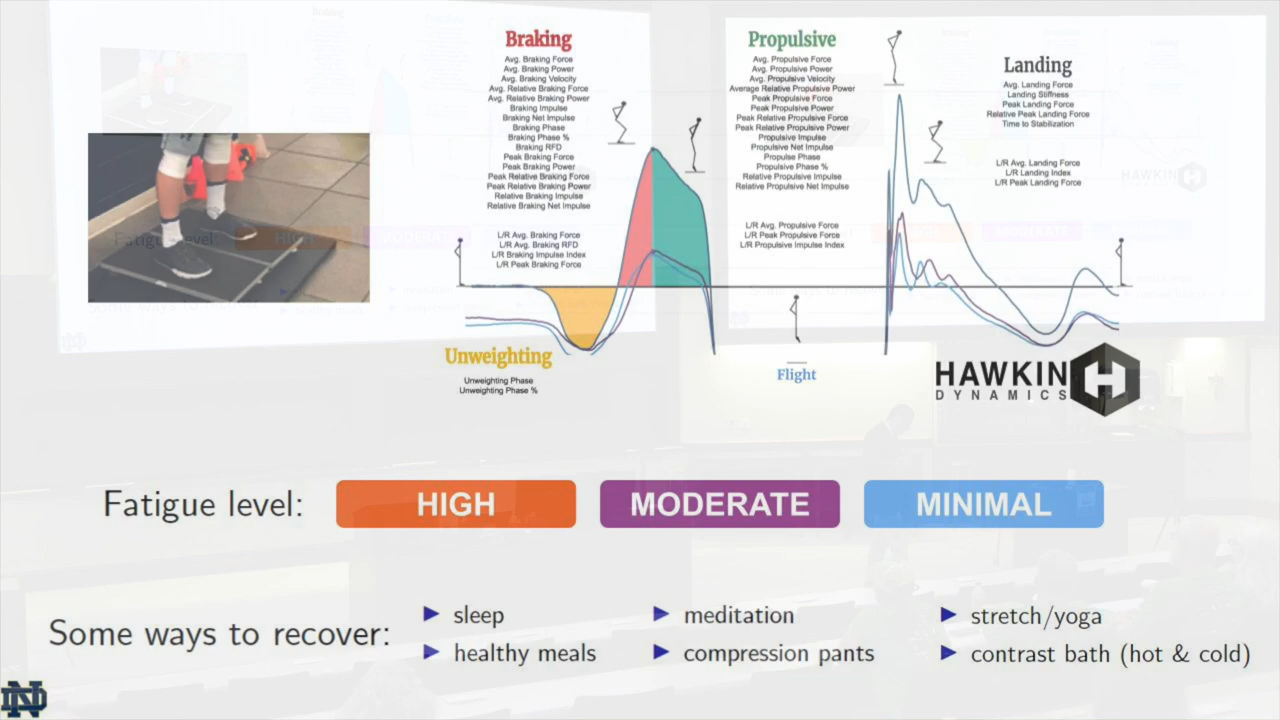 Braking
Avg. Braking Force
Avg. Braking Power
Avg. Braking Velocity
Avg. Relative Braking Force
Avg. Relative Braking Power
Braking Impulse
Braking Net Impulse
Braking Phase
Braking Phase %
Braking RFD
Peak Braking Force
Peak Braking Power
Peak Relative Braking Force
Peak Relative Braking Power
Relative Braking Impulse
Relative Braking Net Impulse
L/R Avg. Braking Force
L/R Avg. Braking RFD
L/R Braking Impulse Index
L/R Peak Braking Force
Propulsive
Avg. Propulsive Force
Avg. Propulsive Power
Avg. Propulsive Velocity
Average Relative Propulsive Power
Peak Propulsive Force
Peak Propulsive Power
Peak Relative Propulsive Force
Peak Relative Propulsive Power
Propulsive Impulse
Propulsive Net Impulse
Propulse Phase
Propulsive Phase %
Relative Propulsive Impulse
Relative Propulsive Net Impulse
L/R Avg. Propulsive Force
L/R Peak Propulsive Force
L/R Propulsive Impulse Index
Landing
Avg. Landing Force
Landing Stiffness
Peak Landing Force
Relative Peak Landing Force
Time to Stabilization
L/R Avg. Landing Force
L/R Landing Index
L/R Peak Landing Force
Unweighting
Unweighting Phase
Unweighting Phase %
Flight
HAWKIN
DYNAMICS
Fatigue level: HIGH MODERATE MINIMAL
Some ways to recover:
sleep
healthy meals
meditation
compression pants
stretch/yoga
contrast bath (hot & cold)
ND